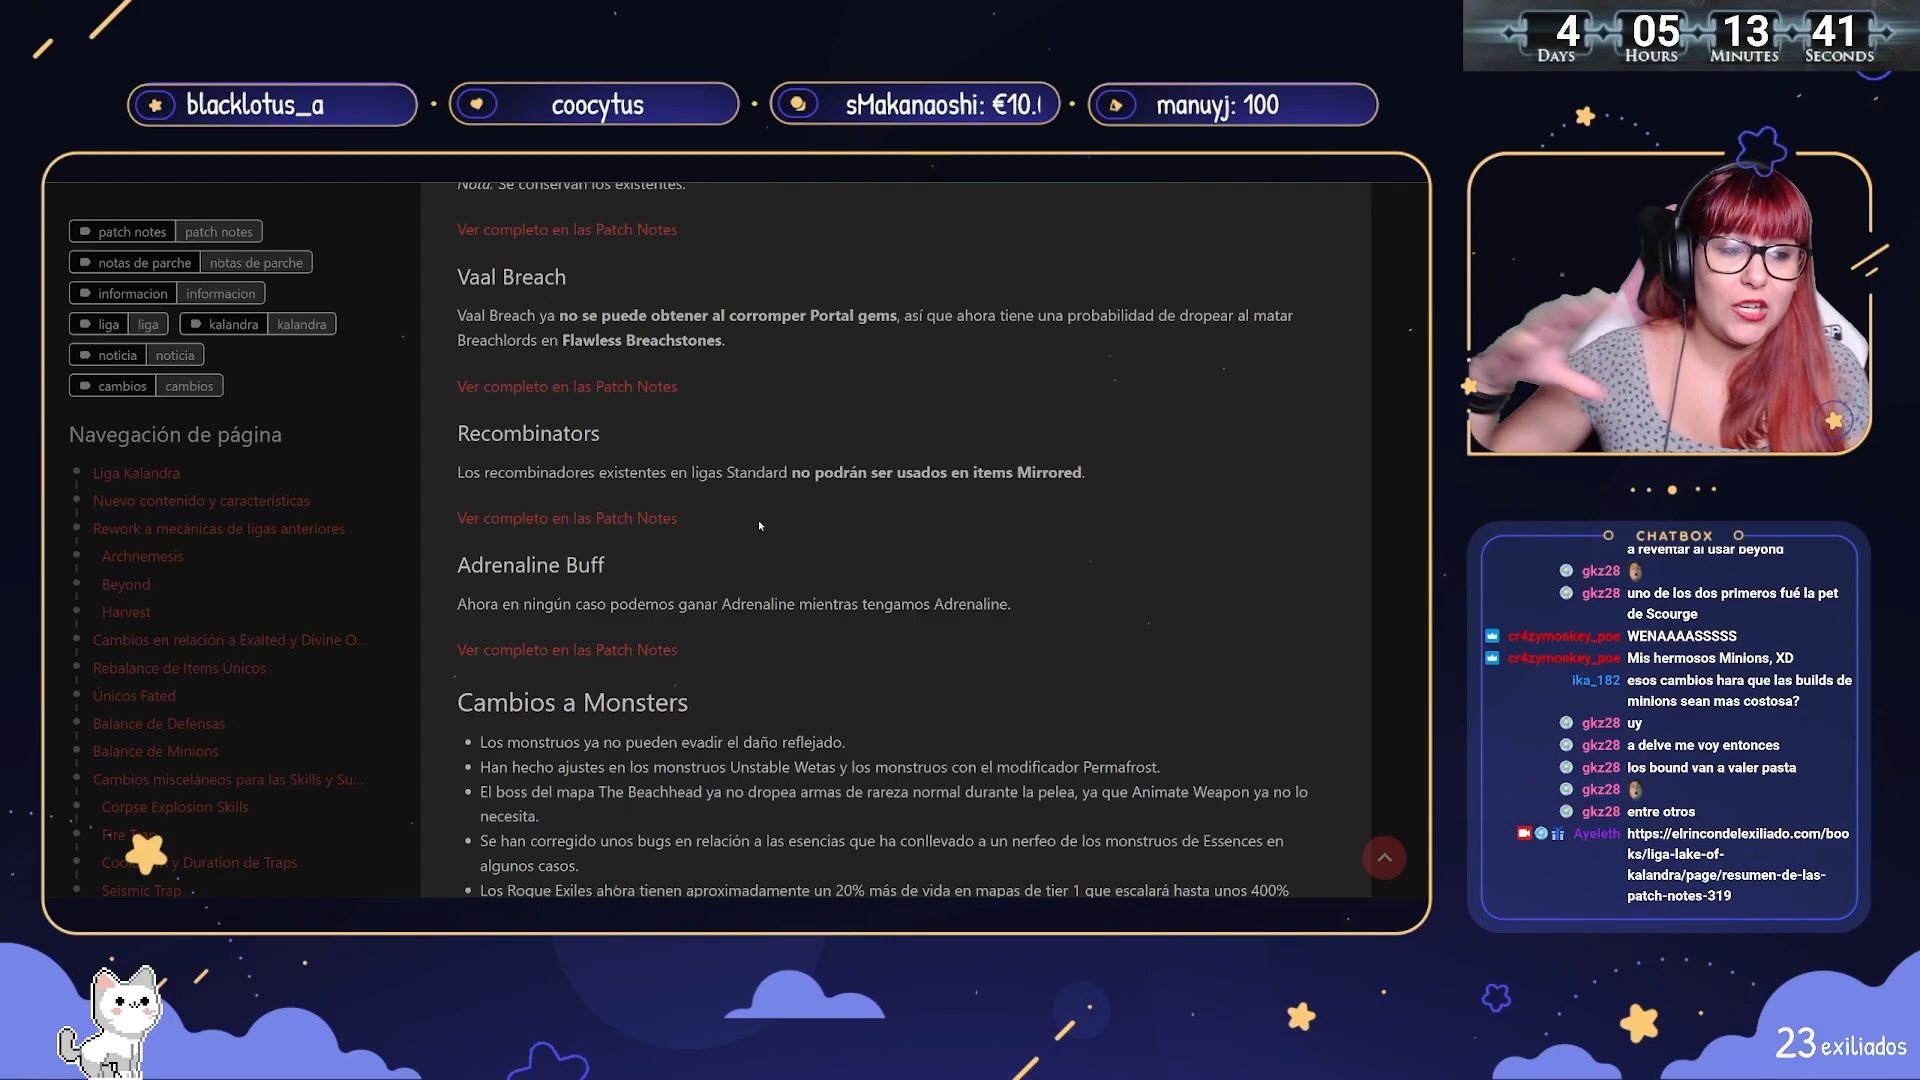 4 05 13 41
DAYS HOURS MINUTES SECONDS
blacklotus_a
coocytus
sMakanaoshi: €10.
manuyj: 100
patch notes patch notes
notas de parche notas de parche
informacion informacion
liga liga kalandra kalandra
noticia noticia
cambios cambios
Navegación de página
Liga Kalandra
Nuevo contenido y características
Rework a mecánicas de ligas anteriores
Archnemesis
Beyond
Harvest
Cambios en relación a Exalted y Divine O...
Rebalance de Items Únicos
Únicos Fated
Balance de Defensas
Balance de Minions
Cambios misceláneos para las Skills y Su...
Corpse Explosion Skills
Fire Trap
y Duration de Traps
Seismic Trap
Nota: Se conservan los existentes.
Ver completo en las Patch Notes
Vaal Breach
Vaal Breach ya no se puede obtener al corromper Portal gems, así que ahora tiene una probabilidad de dropear al matar
Breachlords en Flawless Breachstones.
Ver completo en las Patch Notes
Recombinators
Los recombinadores existentes en ligas Standard no podrán ser usados en items Mirrored.
Ver completo en las Patch Notes
Adrenaline Buff
Ahora en ningún caso podemos ganar Adrenaline mientras tengamos Adrenaline.
Ver completo en las Patch Notes
Cambios a Monsters
Los monstruos ya no pueden evadir el daño reflejado.
Han hecho ajustes en los monstruos Unstable Wetas y los monstruos con el modificador Permafrost.
El boss del mapa The Beachhead ya no dropea armas de rareza normal durante la pelea, ya que Animate Weapon ya no lo
necesita.
Se han corregido unos bugs en relación a las esencias que ha conllevado a un nerfeo de los monstruos de Essences en
algunos casos.
Los Rogue Exiles ahora tienen aproximadamente un 20% más de vida en mapas de tier 1 que escalará hasta unos 400%
CHATBOX
a reventar al usar beyond
gkz28
gkz28 uno de los dos primeros fué la pet
de Scourge
cr4zymonkey_poe WENAAAASSSSS
cr4zymonkey_poe Mis hermosos Minions, XD
ika_182 esos cambios hara que las builds de
minions sean mas costosa?
gkz28 uy
gkz28 a delve me voy entonces
gkz28 los bound van a valer pasta
gkz28
gkz28 entre otros
Ayeleth https://elrincondelexiliado.com/boo
ks/liga-lake-of-
kalandra/page/resumen-de-las-
patch-notes-319
23 exiliados